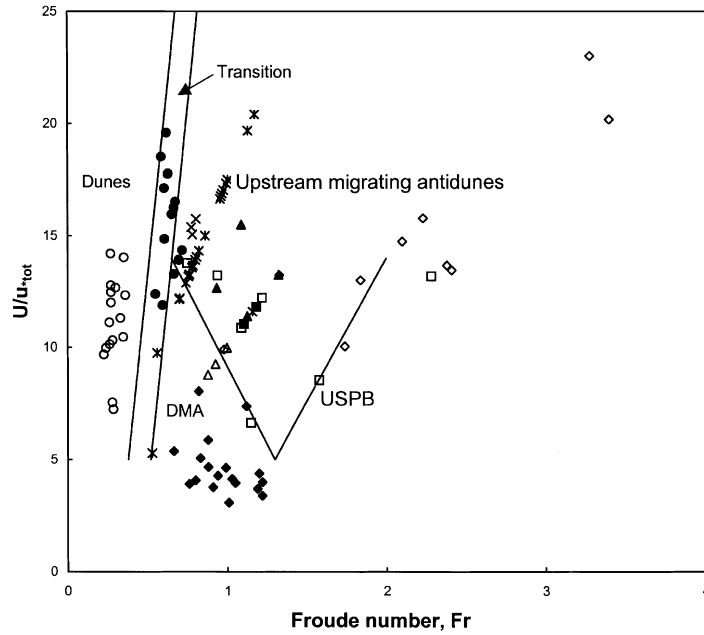 25
Transition
20
Dunes
Upstream migrating antidunes
15
U/u*tot
10
DMA
USPB
5
0
0
1
2
3
4
Froude number, Fr